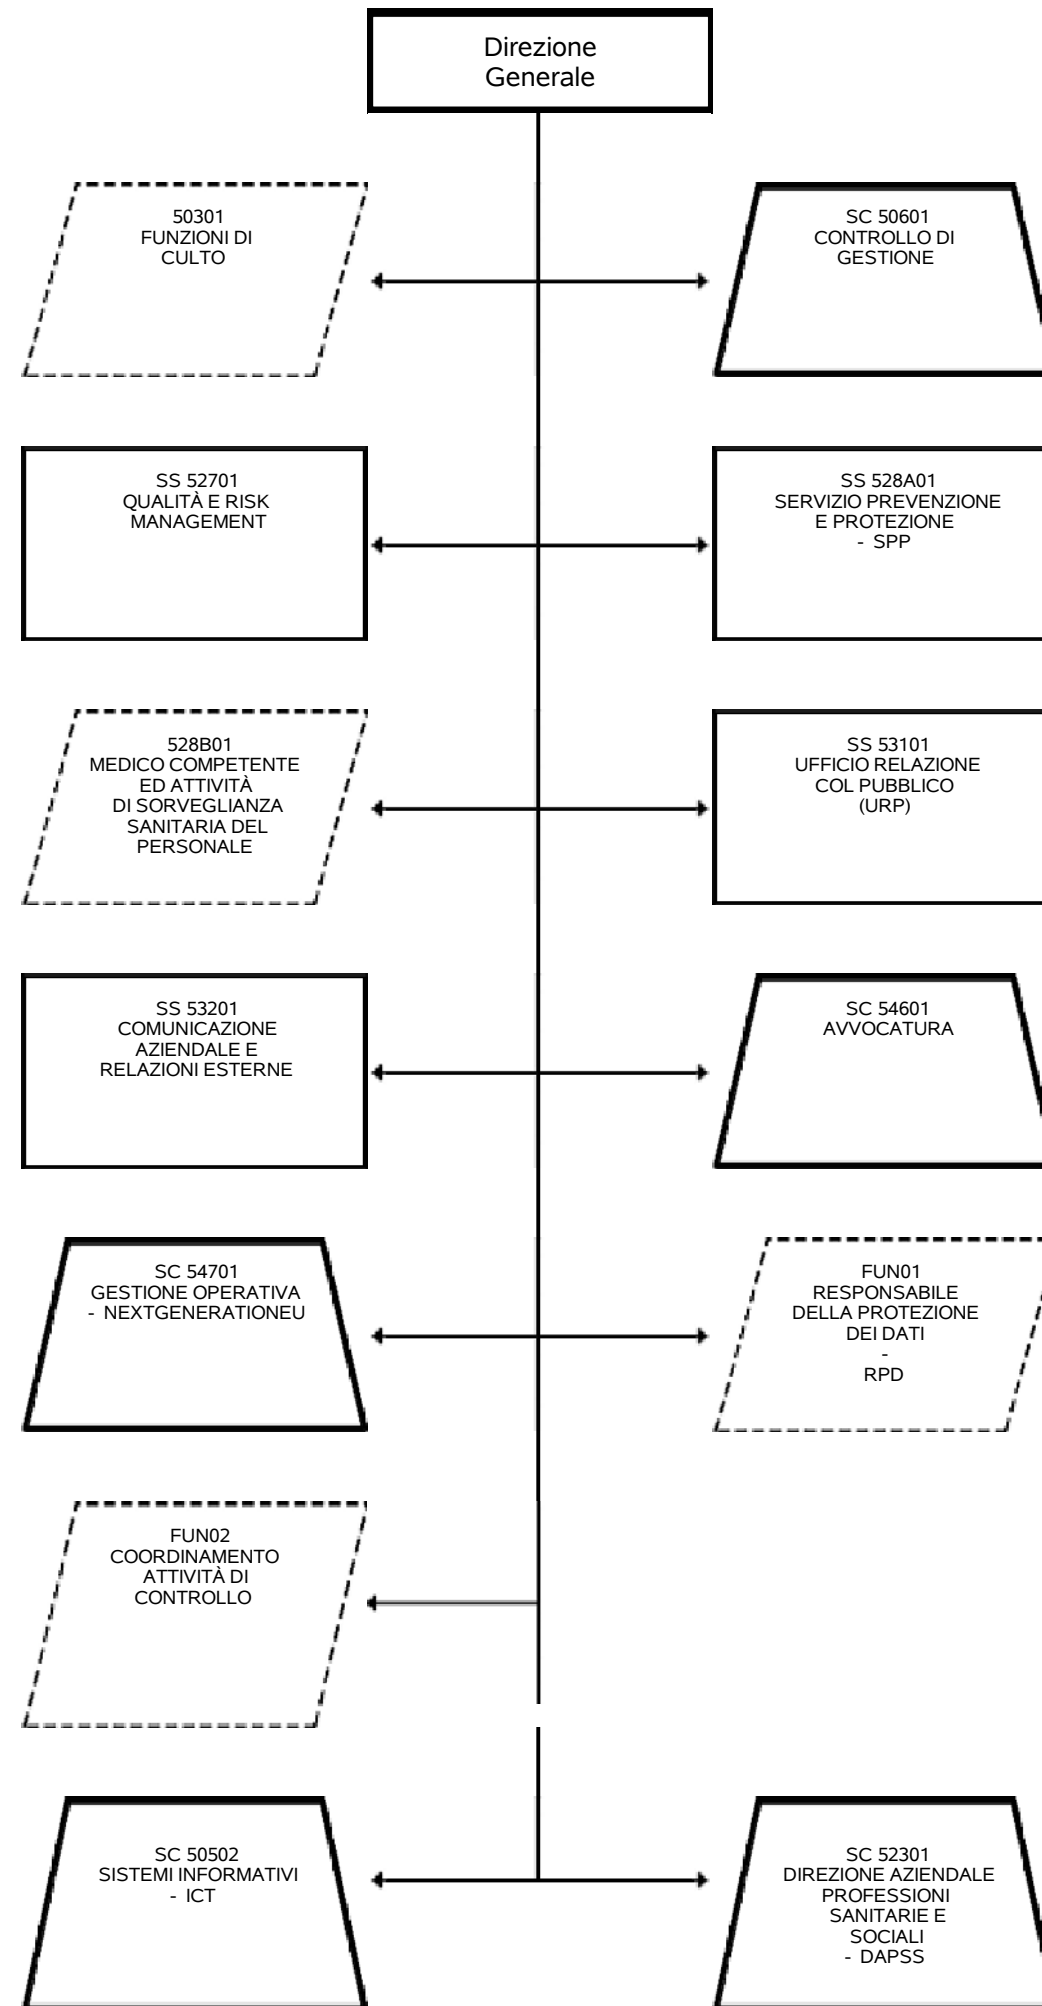 Direzione
Generale
50301
FUNZIONI DI
CULTO
SC 50601
CONTROLLO DI
GESTIONE
SS 52701
QUALITÀ E RISK
MANAGEMENT
SS 528A01
SERVIZIO PREVENZIONE
E PROTEZIONE
- SPP
528B01
MEDICO COMPETENTE
ED ATTIVITÀ
DI SORVEGLIANZA
SANITARIA DEL
PERSONALE
SS 53101
UFFICIO RELAZIONE
COL PUBBLICO
(URP)
SS 53201
COMUNICAZIONE
AZIENDALE E
RELAZIONI ESTERNE
SC 54601
AVVOCATURA
SC 54701
GESTIONE OPERATIVA
- NEXTGENERATIONEU
FUN01
RESPONSABILE
DELLA PROTEZIONE
DEI DATI
-
RPD
FUN02
COORDINAMENTO
ATTIVITÀ DI
CONTROLLO
SC 50502
SISTEMI INFORMATIVI
- ICT
SC 52301
DIREZIONE AZIENDALE
PROFESSIONI
SANITARIE E
SOCIALI
- DAPSS